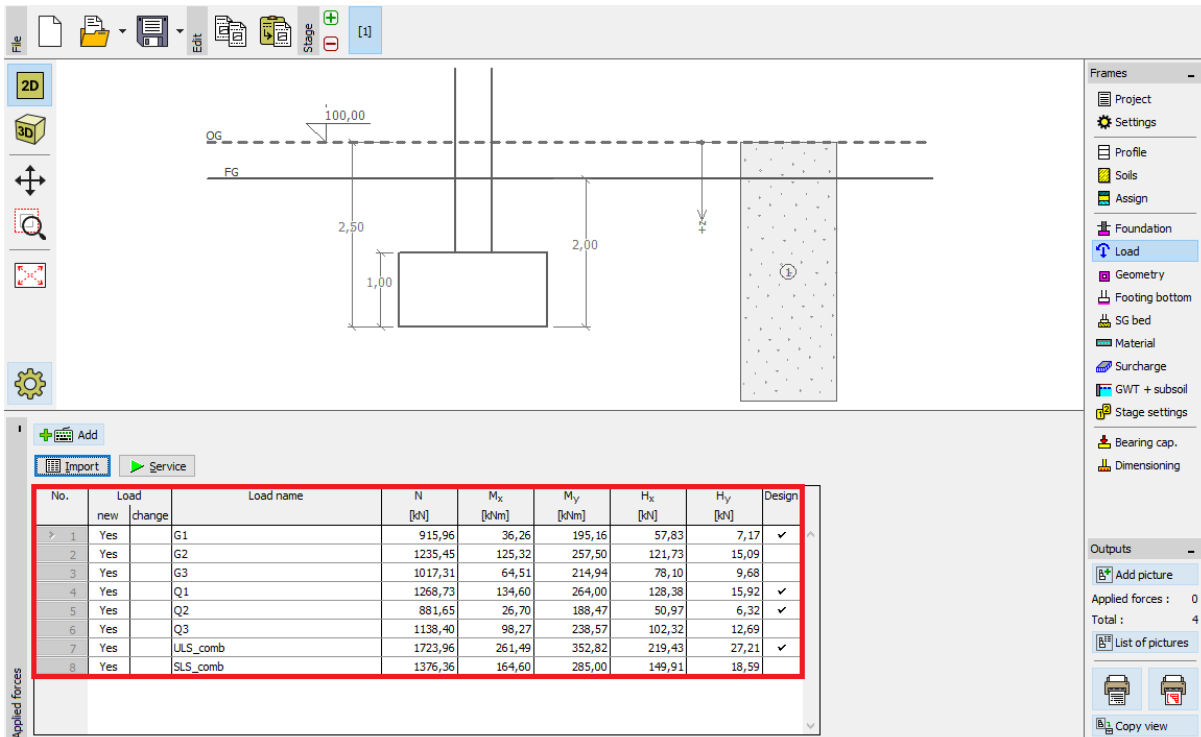 File
Edit
Stage
[1]
2D
3D
100,00
OG
FG
2,50
2,00
1,00
+z
1
Frames
Project
Settings
Profile
Soils
Assign
Foundation
Load
Geometry
Footing bottom
SG bed
Material
Surcharge
GWT + subsoil
Stage settings
Bearing cap.
Dimensioning
Applied forces
Add
Import Service
No. Load Load name N Mx My Hx Hy Design
new change [kN] [kNm] [kNm] [kN] [kN]
1 Yes G1 915,96 36,26 195,16 57,83 7,17 ✔
2 Yes G2 1235,45 125,32 257,50 121,73 15,09
3 Yes G3 1017,31 64,51 214,94 78,10 9,68
4 Yes Q1 1268,73 134,60 264,00 128,38 15,92 ✔
5 Yes Q2 881,65 26,70 188,47 50,97 6,32 ✔
6 Yes Q3 1138,40 98,27 238,57 102,32 12,69
7 Yes ULS_comb 1723,96 261,49 352,82 219,43 27,21 ✔
8 Yes SLS_comb 1376,36 164,60 285,00 149,91 18,59
Outputs
Add picture
Applied forces : 0
Total : 4
List of pictures
Copy view